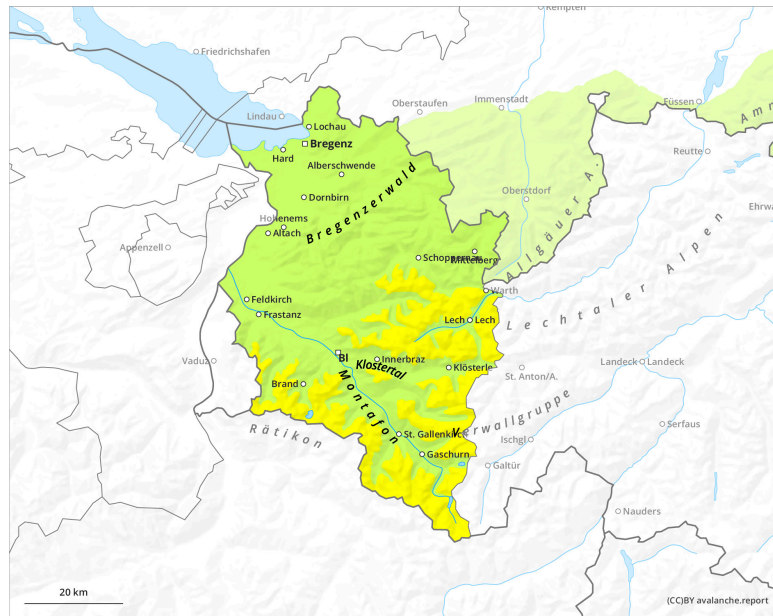 Kempten
Friedrichshafen
Lindau
Lochau
Oberstaufen
Immenstadt
Füssen
Amm
Bregenz
Hard
Alberschwende
Reutte
Dornbirn
Oberstdorf
Ehrwa
Bregenzerwald
Hohenems
Altach
Appenzell
Allgäuer A.
Schoppernau
Mittelberg
Warth
Lechtaler Alpen
Feldkirch
Frastanz
Lech
Lech
Vaduz
BI
Innerbraz
Klostertal
Klösterle
St. Anton/A.
Landeck
Landeck
Brand
Montafon
Verwallgruppe
Serfaus
Rätikon
St. Gallenkirch
Ischgl
Gaschurn
Galtür
Nauders
20 km
(CC)BY avalanche.report